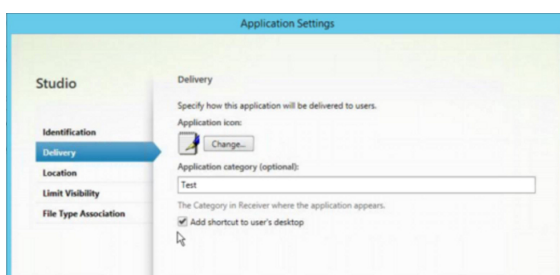 Application Settings
Studio
Identification
Delivery
Location
Limit Visibility
File Type Association
Delivery
Specify how this application will be delivered to users.
Application icon:
Change...
Application category (optional):
Test
The Category in Receiver where the application appears.
Add shortcut to user's desktop